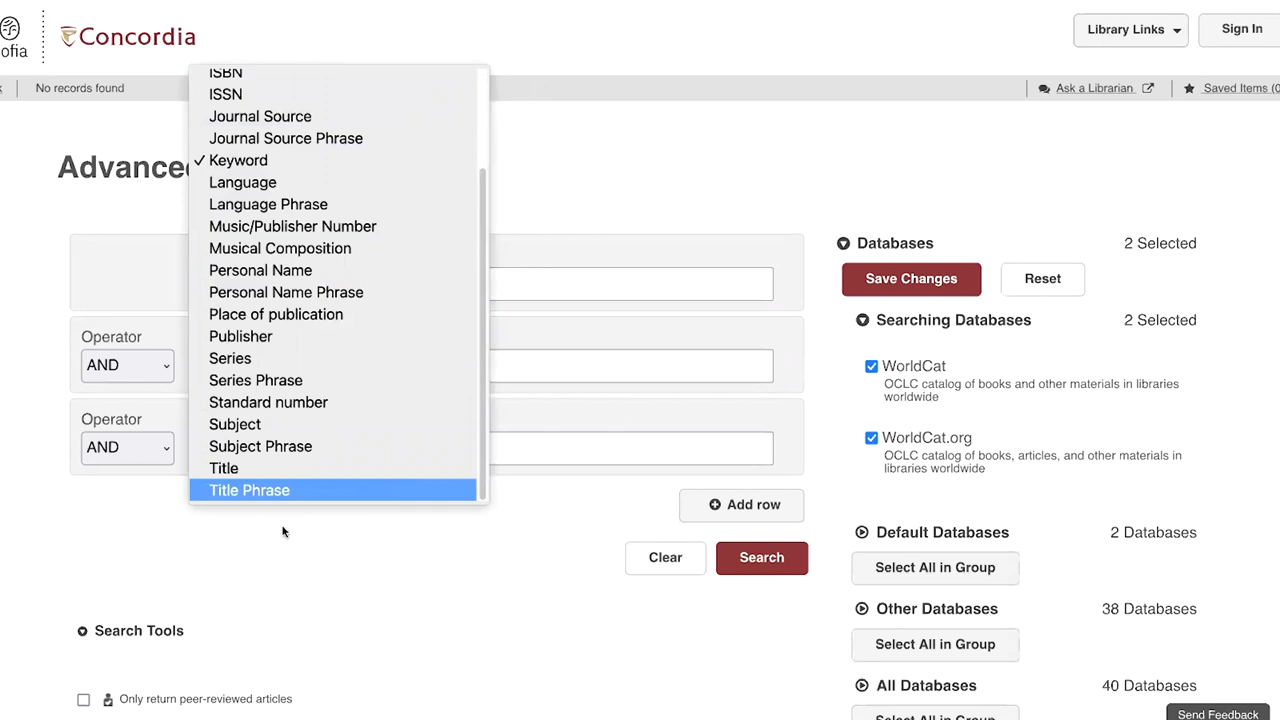 ofia
Concordia
Library Links
Sign In
No records found
Ask a Librarian
Saved Items (0
Advanced
ISBN
ISSN
Journal Source
Journal Source Phrase
✓ Keyword
Language
Language Phrase
Music/Publisher Number
Musical Composition
Personal Name
Personal Name Phrase
Place of publication
Publisher
Series
Series Phrase
Standard number
Subject
Subject Phrase
Title
Title Phrase
Operator
AND
Operator
AND
Add row
Clear
Search
Search Tools
Only return peer-reviewed articles
Databases
2 Selected
Save Changes
Reset
Searching Databases
2 Selected
WorldCat
OCLC catalog of books and other materials in libraries
worldwide
WorldCat.org
OCLC catalog of books, articles, and other materials in
libraries worldwide
Default Databases
2 Databases
Select All in Group
Other Databases
38 Databases
Select All in Group
All Databases
40 Databases
Select All in Group
Send Feedback